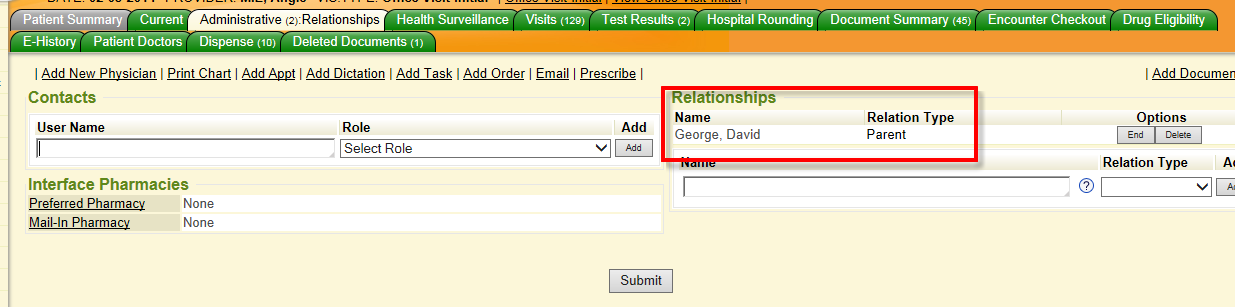 Patient Summary Current Administrative (2):Relationships Health Surveillance Visits (129) Test Results (2) Hospital Rounding Document Summary (45) Encounter Checkout Drug Eligibility
E-History Patient Doctors Dispense (10) Deleted Documents (1)
| Add New Physician | Print Chart | Add Appt | Add Dictation | Add Task | Add Order | Email | Prescribe | | Add Documen
Contacts Relationships
Name Relation Type Options
User Name Role Add
George, David Parent End Delete
Select Role Add
Name Relation Type
Interface Pharmacies
Preferred Pharmacy None
Mail-In Pharmacy None
Submit